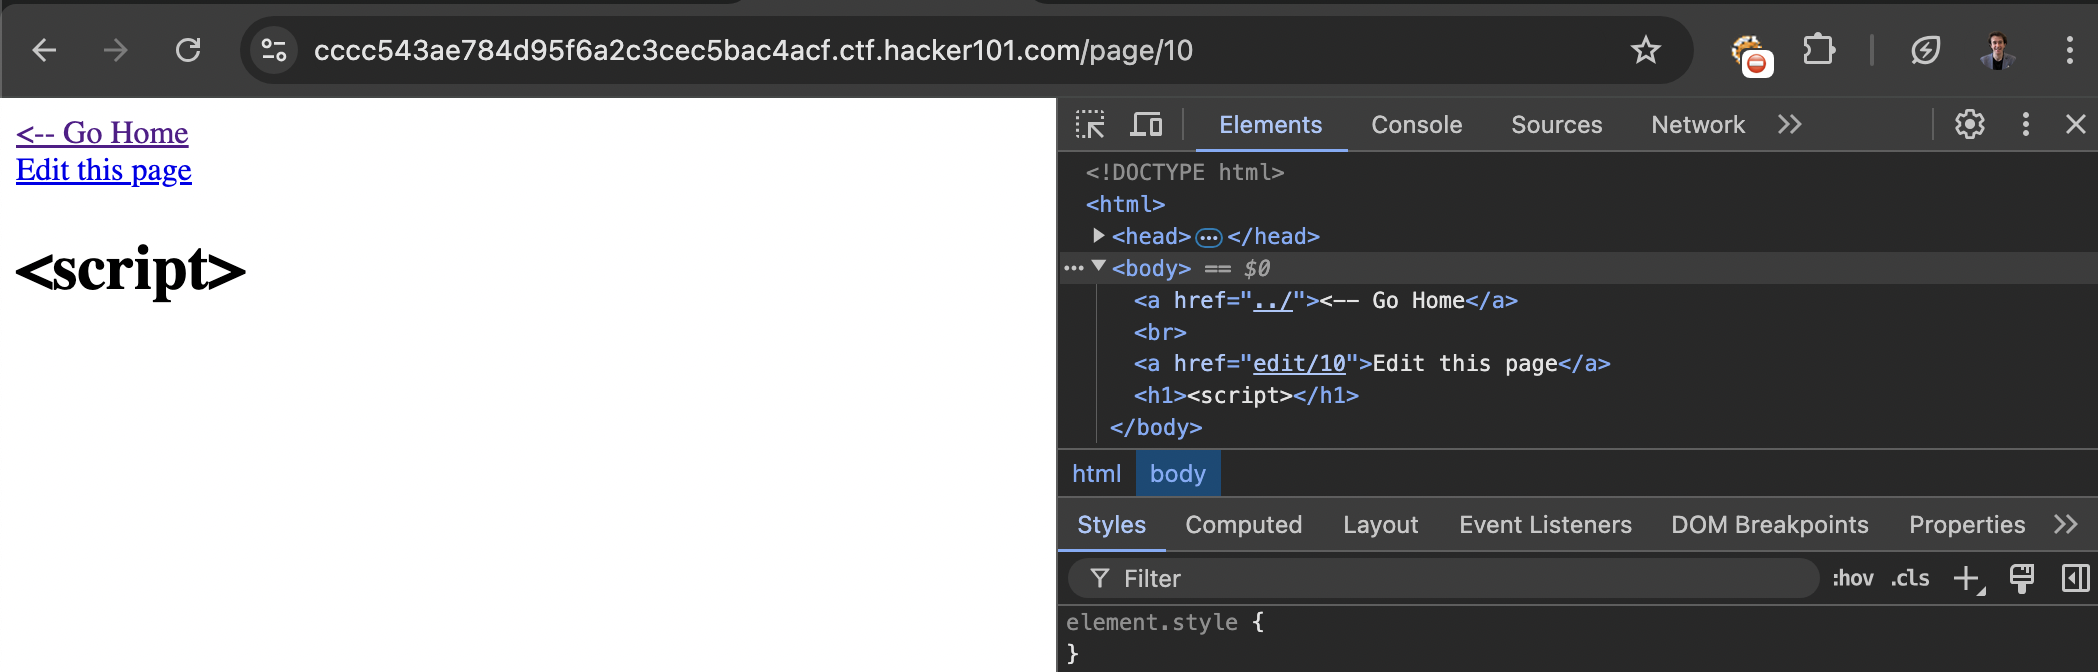 cccc543ae784d95f6a2c3cec5bac4acf.ctf.hacker101.com/page/10
<-- Go Home
Edit this page
<script>
Elements Console Sources Network
<!DOCTYPE html>
<html>
<head> </head>
<body> == $0
<a href="../"><-- Go Home</a>
<br>
<a href="edit/10">Edit this page</a>
<h1><script></h1>
</body>
html body
Styles Computed Layout Event Listeners DOM Breakpoints Properties
Filter :hov .cls
element.style {
}